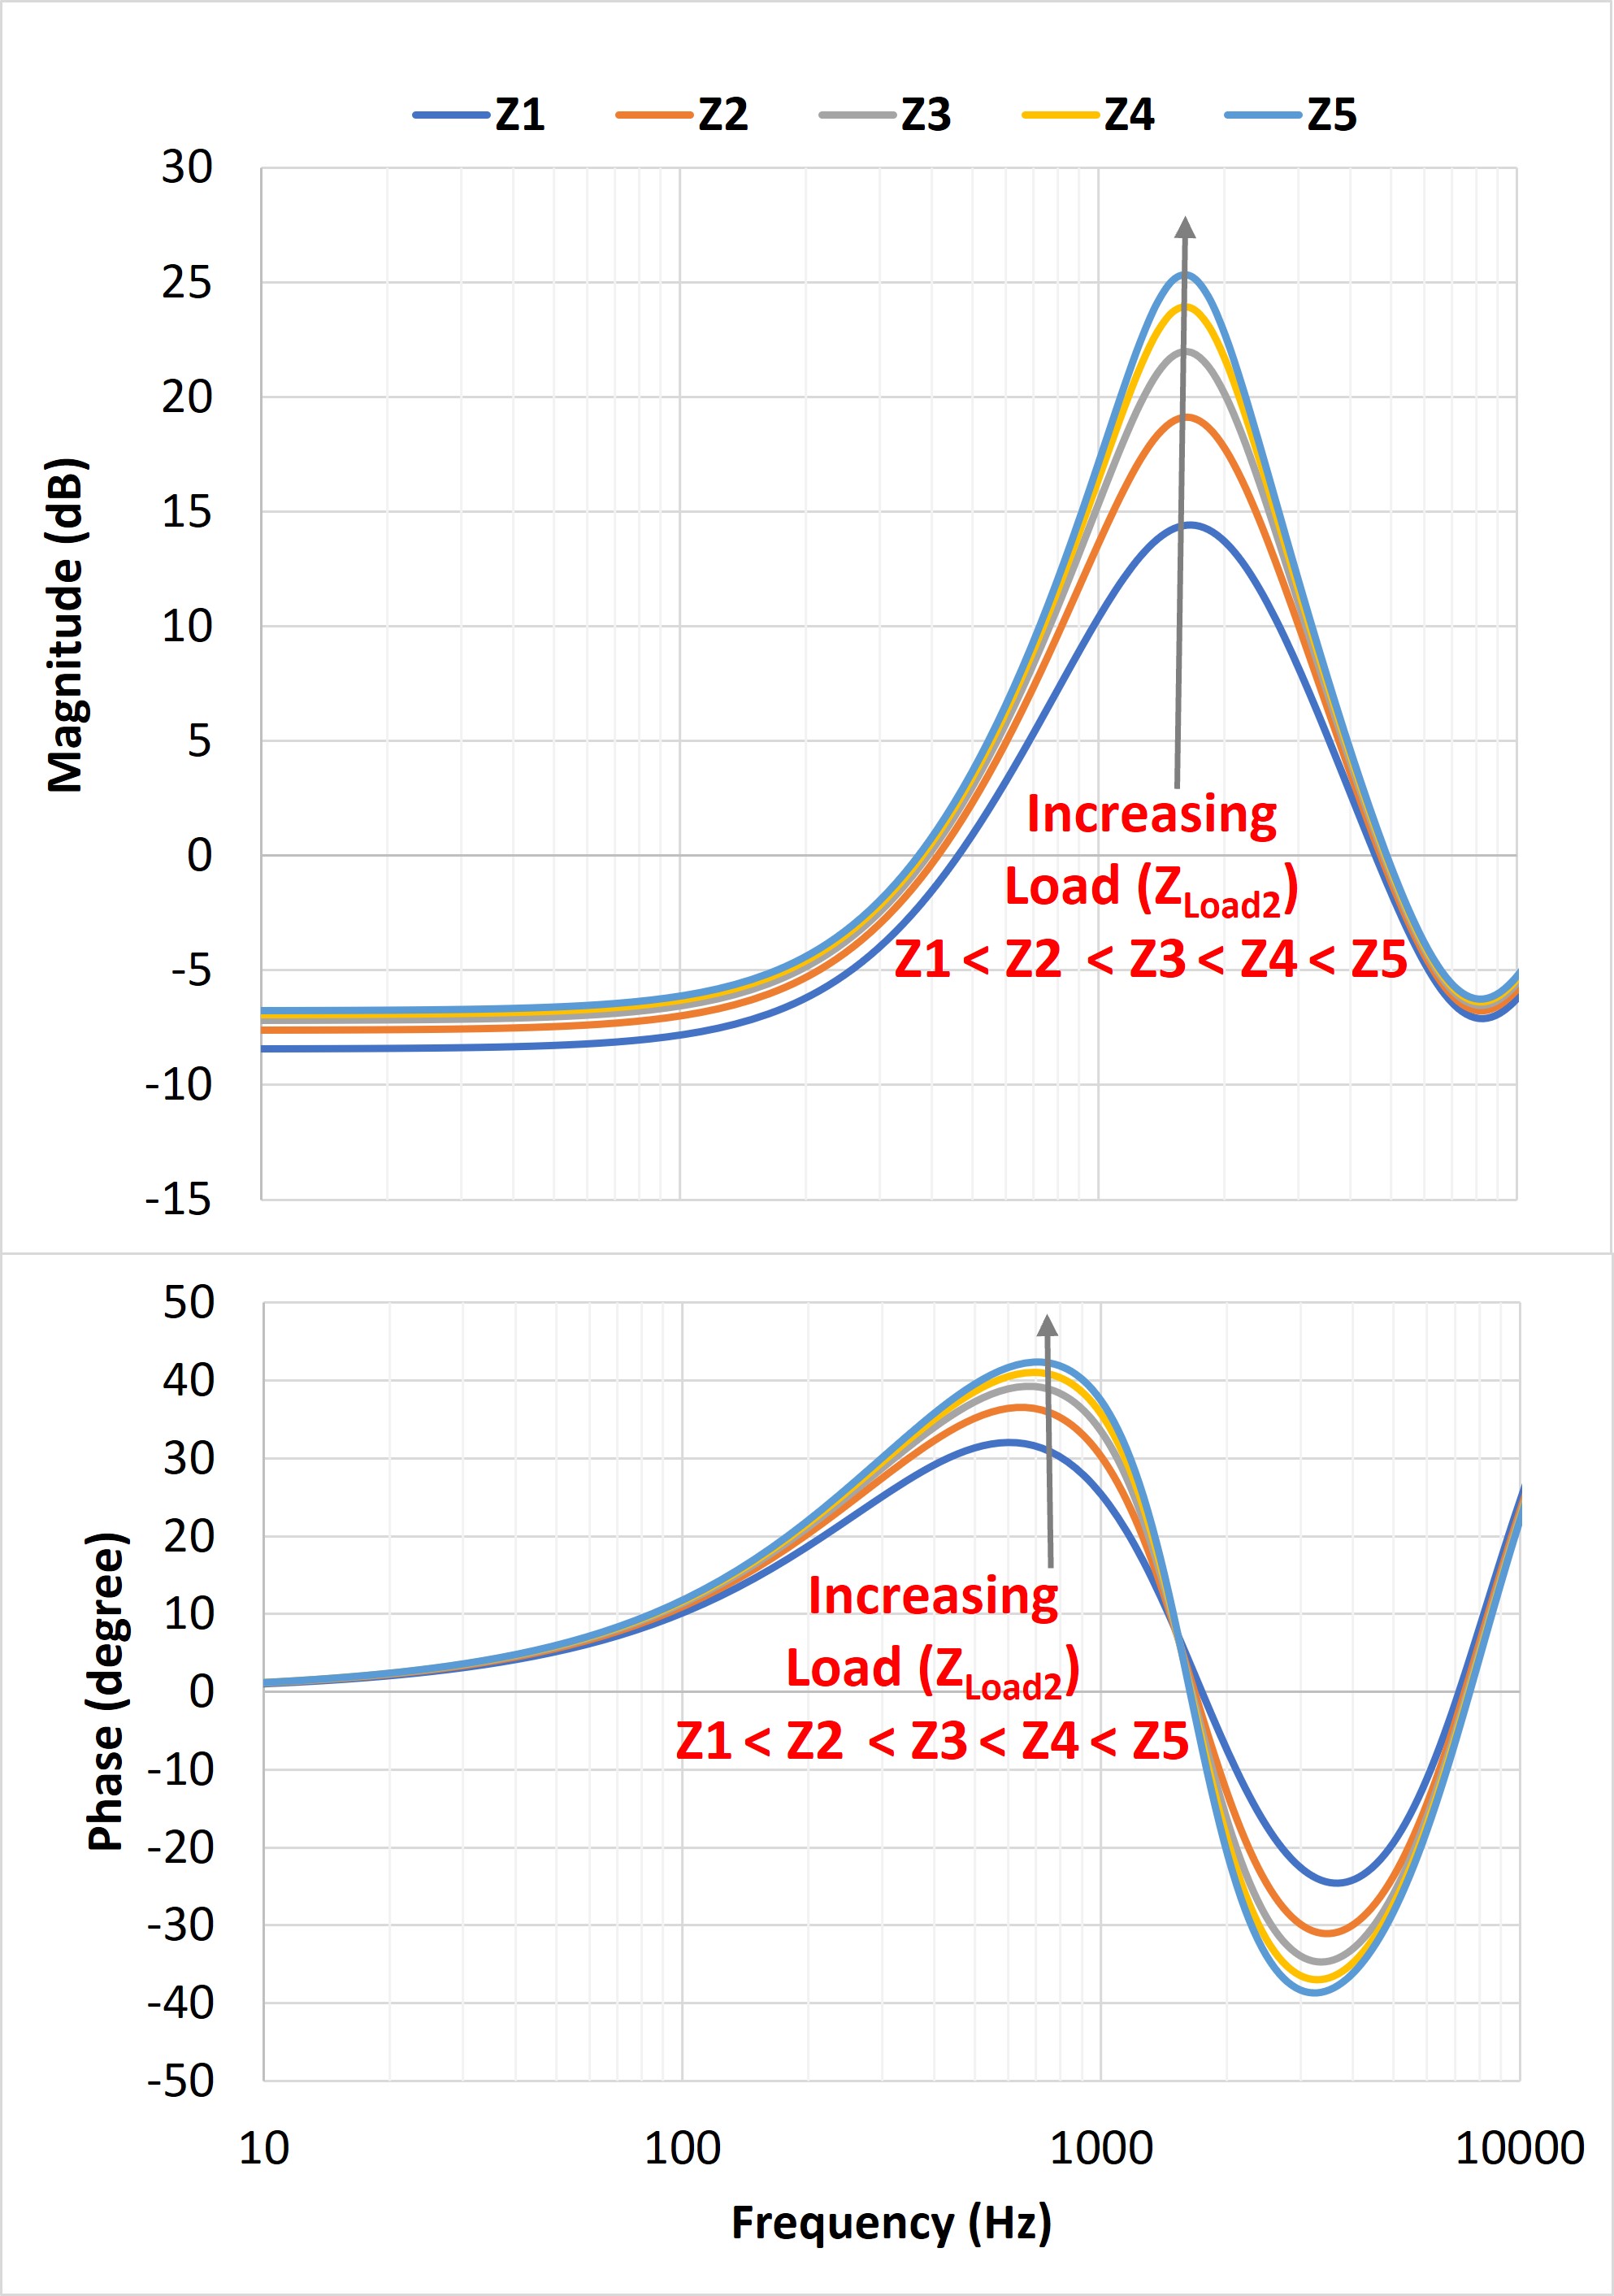 Z1 Z2 Z3 Z4 Z5
30
25
20
15
10
5
0
-5
-10
-15
Magnitude (dB)
Increasing
Load (ZLoad2)
Z1 < Z2 < Z3 < Z4 < Z5
50
40
30
20
10
0
-10
-20
-30
-40
-50
Phase (degree)
Increasing
Load (ZLoad2)
Z1 < Z2 < Z3 < Z4 < Z5
10 100 1000 10000
Frequency (Hz)